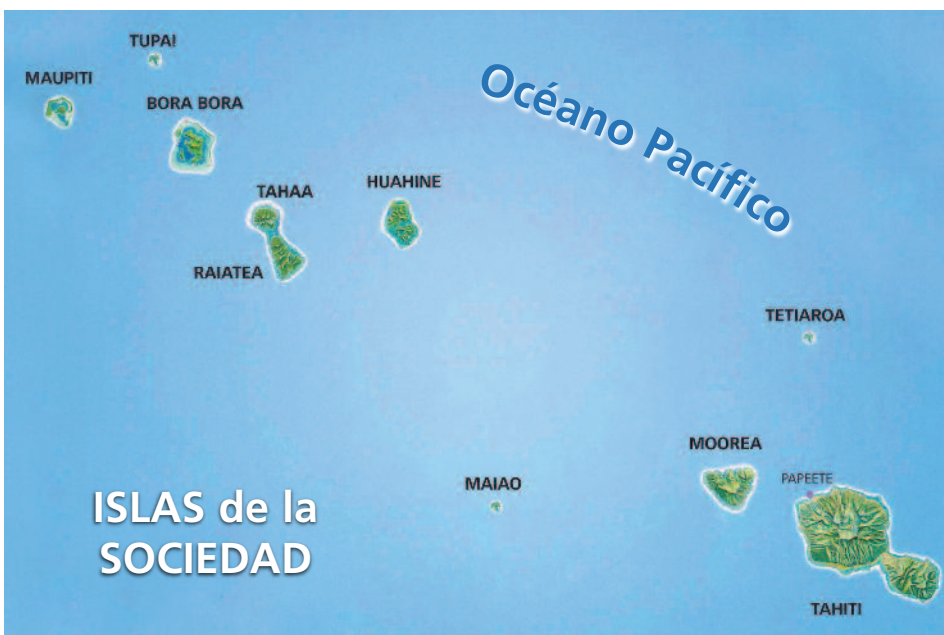 TUPAI
MAUPITI
BORA BORA
Océano Pacífico
TAHAA
HUAHINE
RAIATEA
TETIAROA
MOOREA
PAPEETE
MAIAO
ISLAS de la
SOCIEDAD
TAHITI